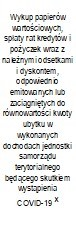 Wykup papierów
wartościowych,
spłaty rat kredytów i
pożyczek wraz z
należnymi odsetkami
i dyskontem,
odpowiednio
emitowanych lub
zaciągniętych do
równowartości kwoty
ubytku w
wykonanych
dochodach jednostki
samorządu
terytorialnego
będącego skutkiem
wystąpienia
COVID-19 x